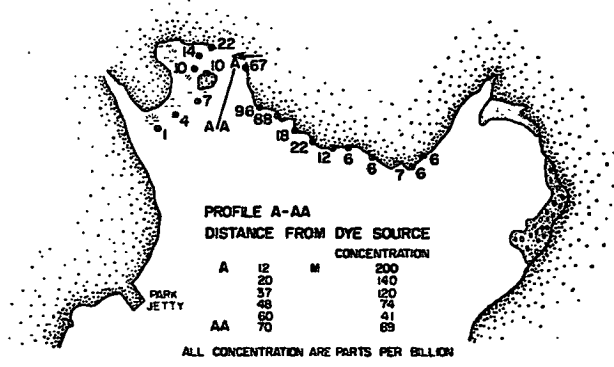 22
14
10
10
A
67
7
4
1
A A
96
68
18
22
12
6
6
7
6
6
PROFILE A-AA
DISTANCE FROM DYE SOURCE
CONCENTRATION
A 12 M 200
20 140
37 120
48 74
60 41
AA 70 69
PARK
JETTY
ALL CONCENTRATION ARE PARTS PER BILLION